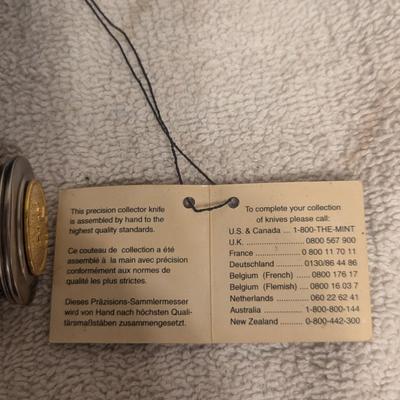 This precision collector knife
is assembled by hand to the
highest quality standards.
Ce couteau de collection a été
assemblé à la main avec précision
conformément aux normes de
qualité les plus strictes.
Dieses Präzisions-Sammlermesser
wird von Hand nach höchsten Quali-
tärsmaßstäben zusammengesetzt.
To complete your collection
of knives please call:
U.S. & Canada ... 1-800-THE-MINT
U.K. ...................... 0800 567 900
France ................ 0 800 11 70 11
Deutschland ......... 0130/86 44 86
Belgium (French) ...... 0800 176 17
Belgium (Flemish) .... 0800 16 03 7
Netherlands ........... 060 22 62 41
Australia .............. 1-800-800-144
New Zealand .......... 0-800-442-300